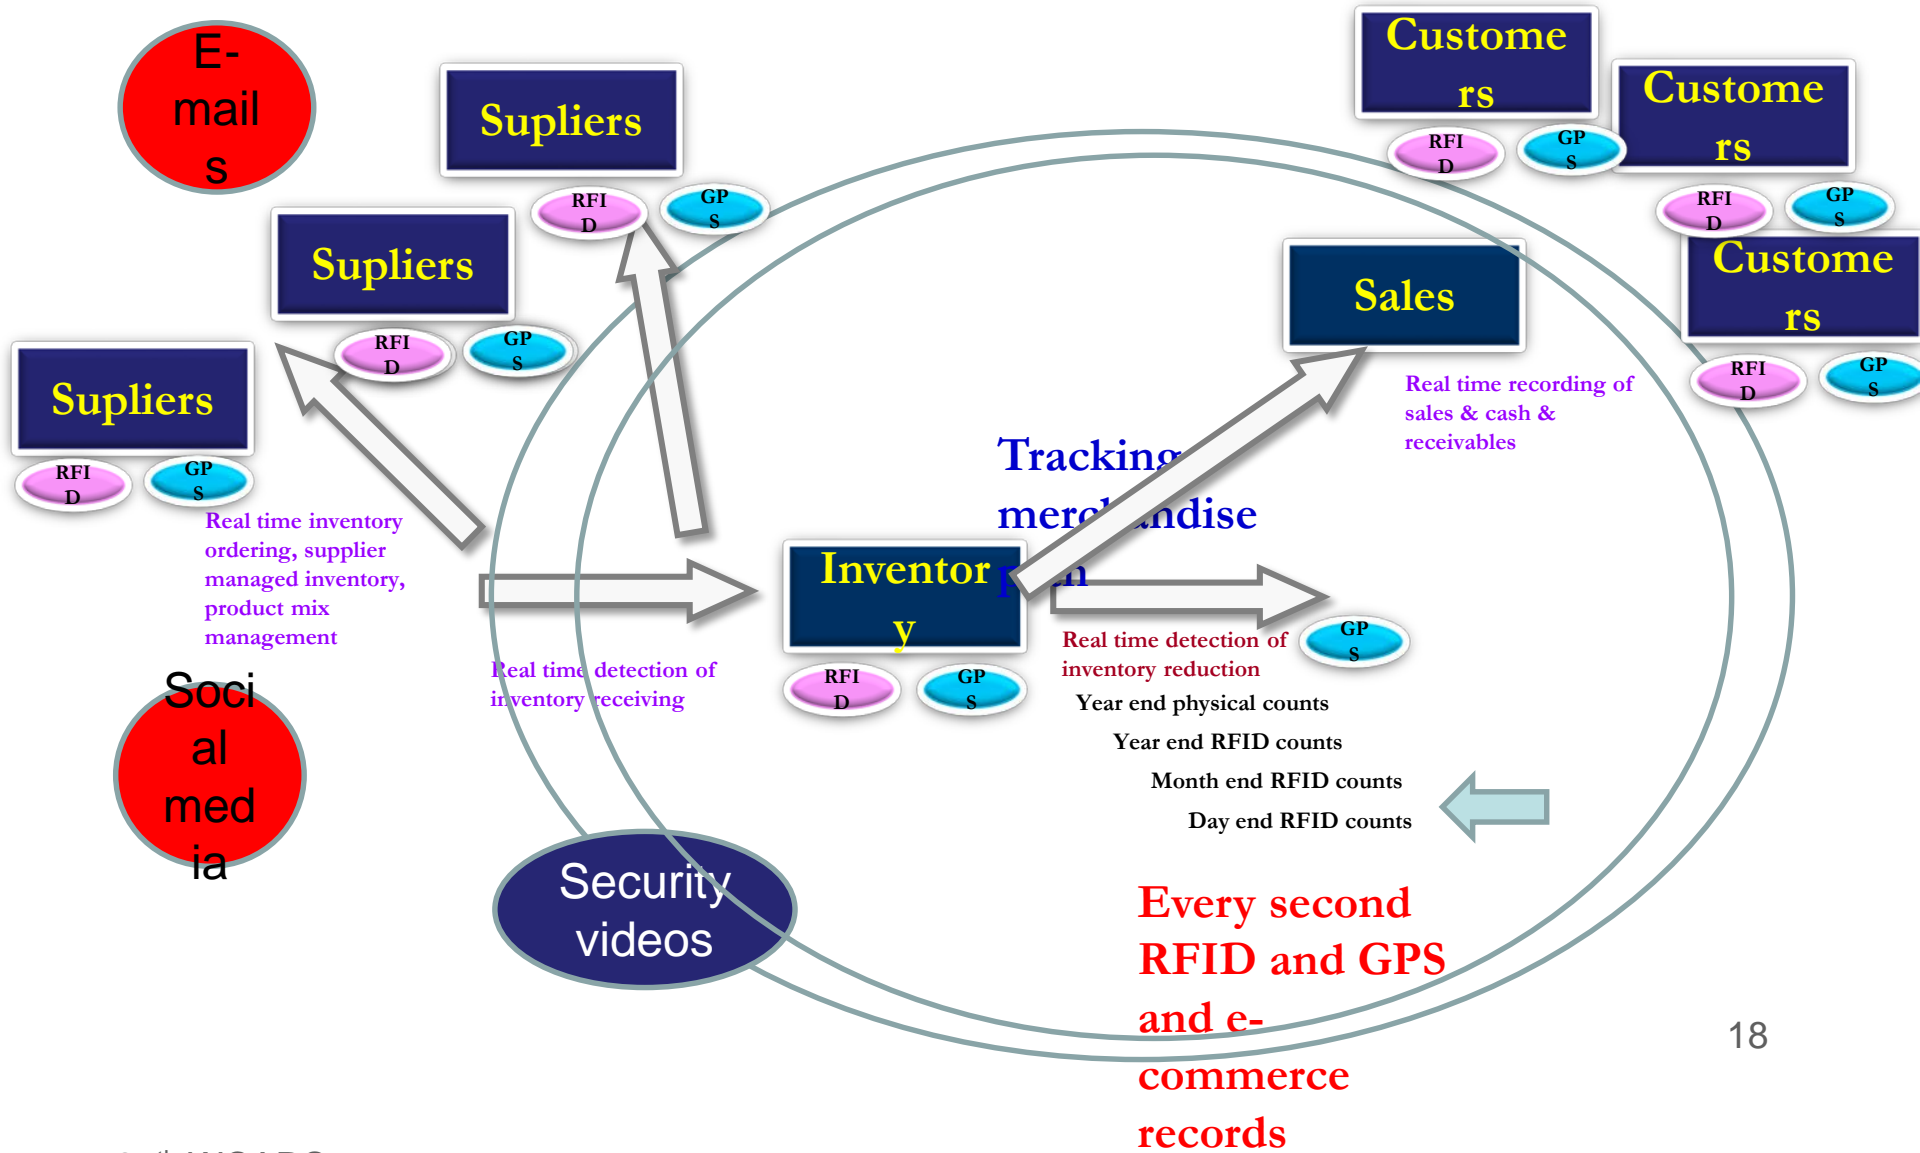 E-
mail
s
Supliers
RFI
D
GP
S
Supliers
RFI
D
GP
S
Supliers
RFI
D
GP
S
Custome
rs
RFI
D
GP
S
Custome
rs
RFI
D
GP
S
Custome
rs
RFI
D
GP
S
Sales
Real time recording of
sales & cash &
receivables
Tracking
merchandise
path
Real time inventory
ordering, supplier
managed inventory,
product mix
management
Inventor
y
RFI
D
GP
S
Real time detection of
inventory receiving
Real time detection of
inventory reduction
GP
S
Year end physical counts
Year end RFID counts
Month end RFID counts
Day end RFID counts
Soci
al
med
ia
Security
videos
Every second
RFID and GPS
and e-
commerce
records
18